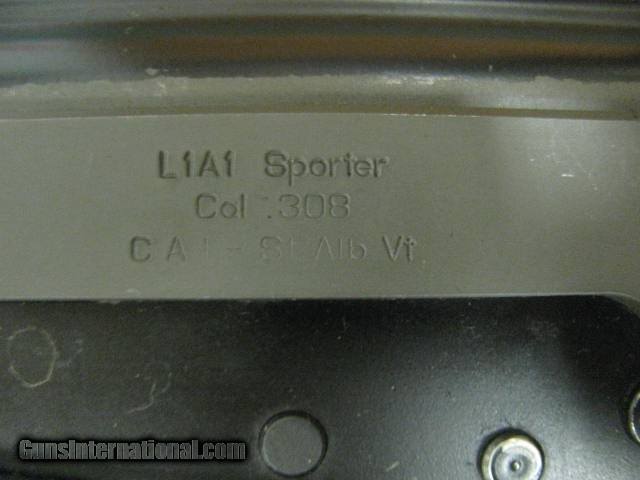 L1A1 Sporter
Cal .308
C A I - St Alb Vt
GunsInternational.com